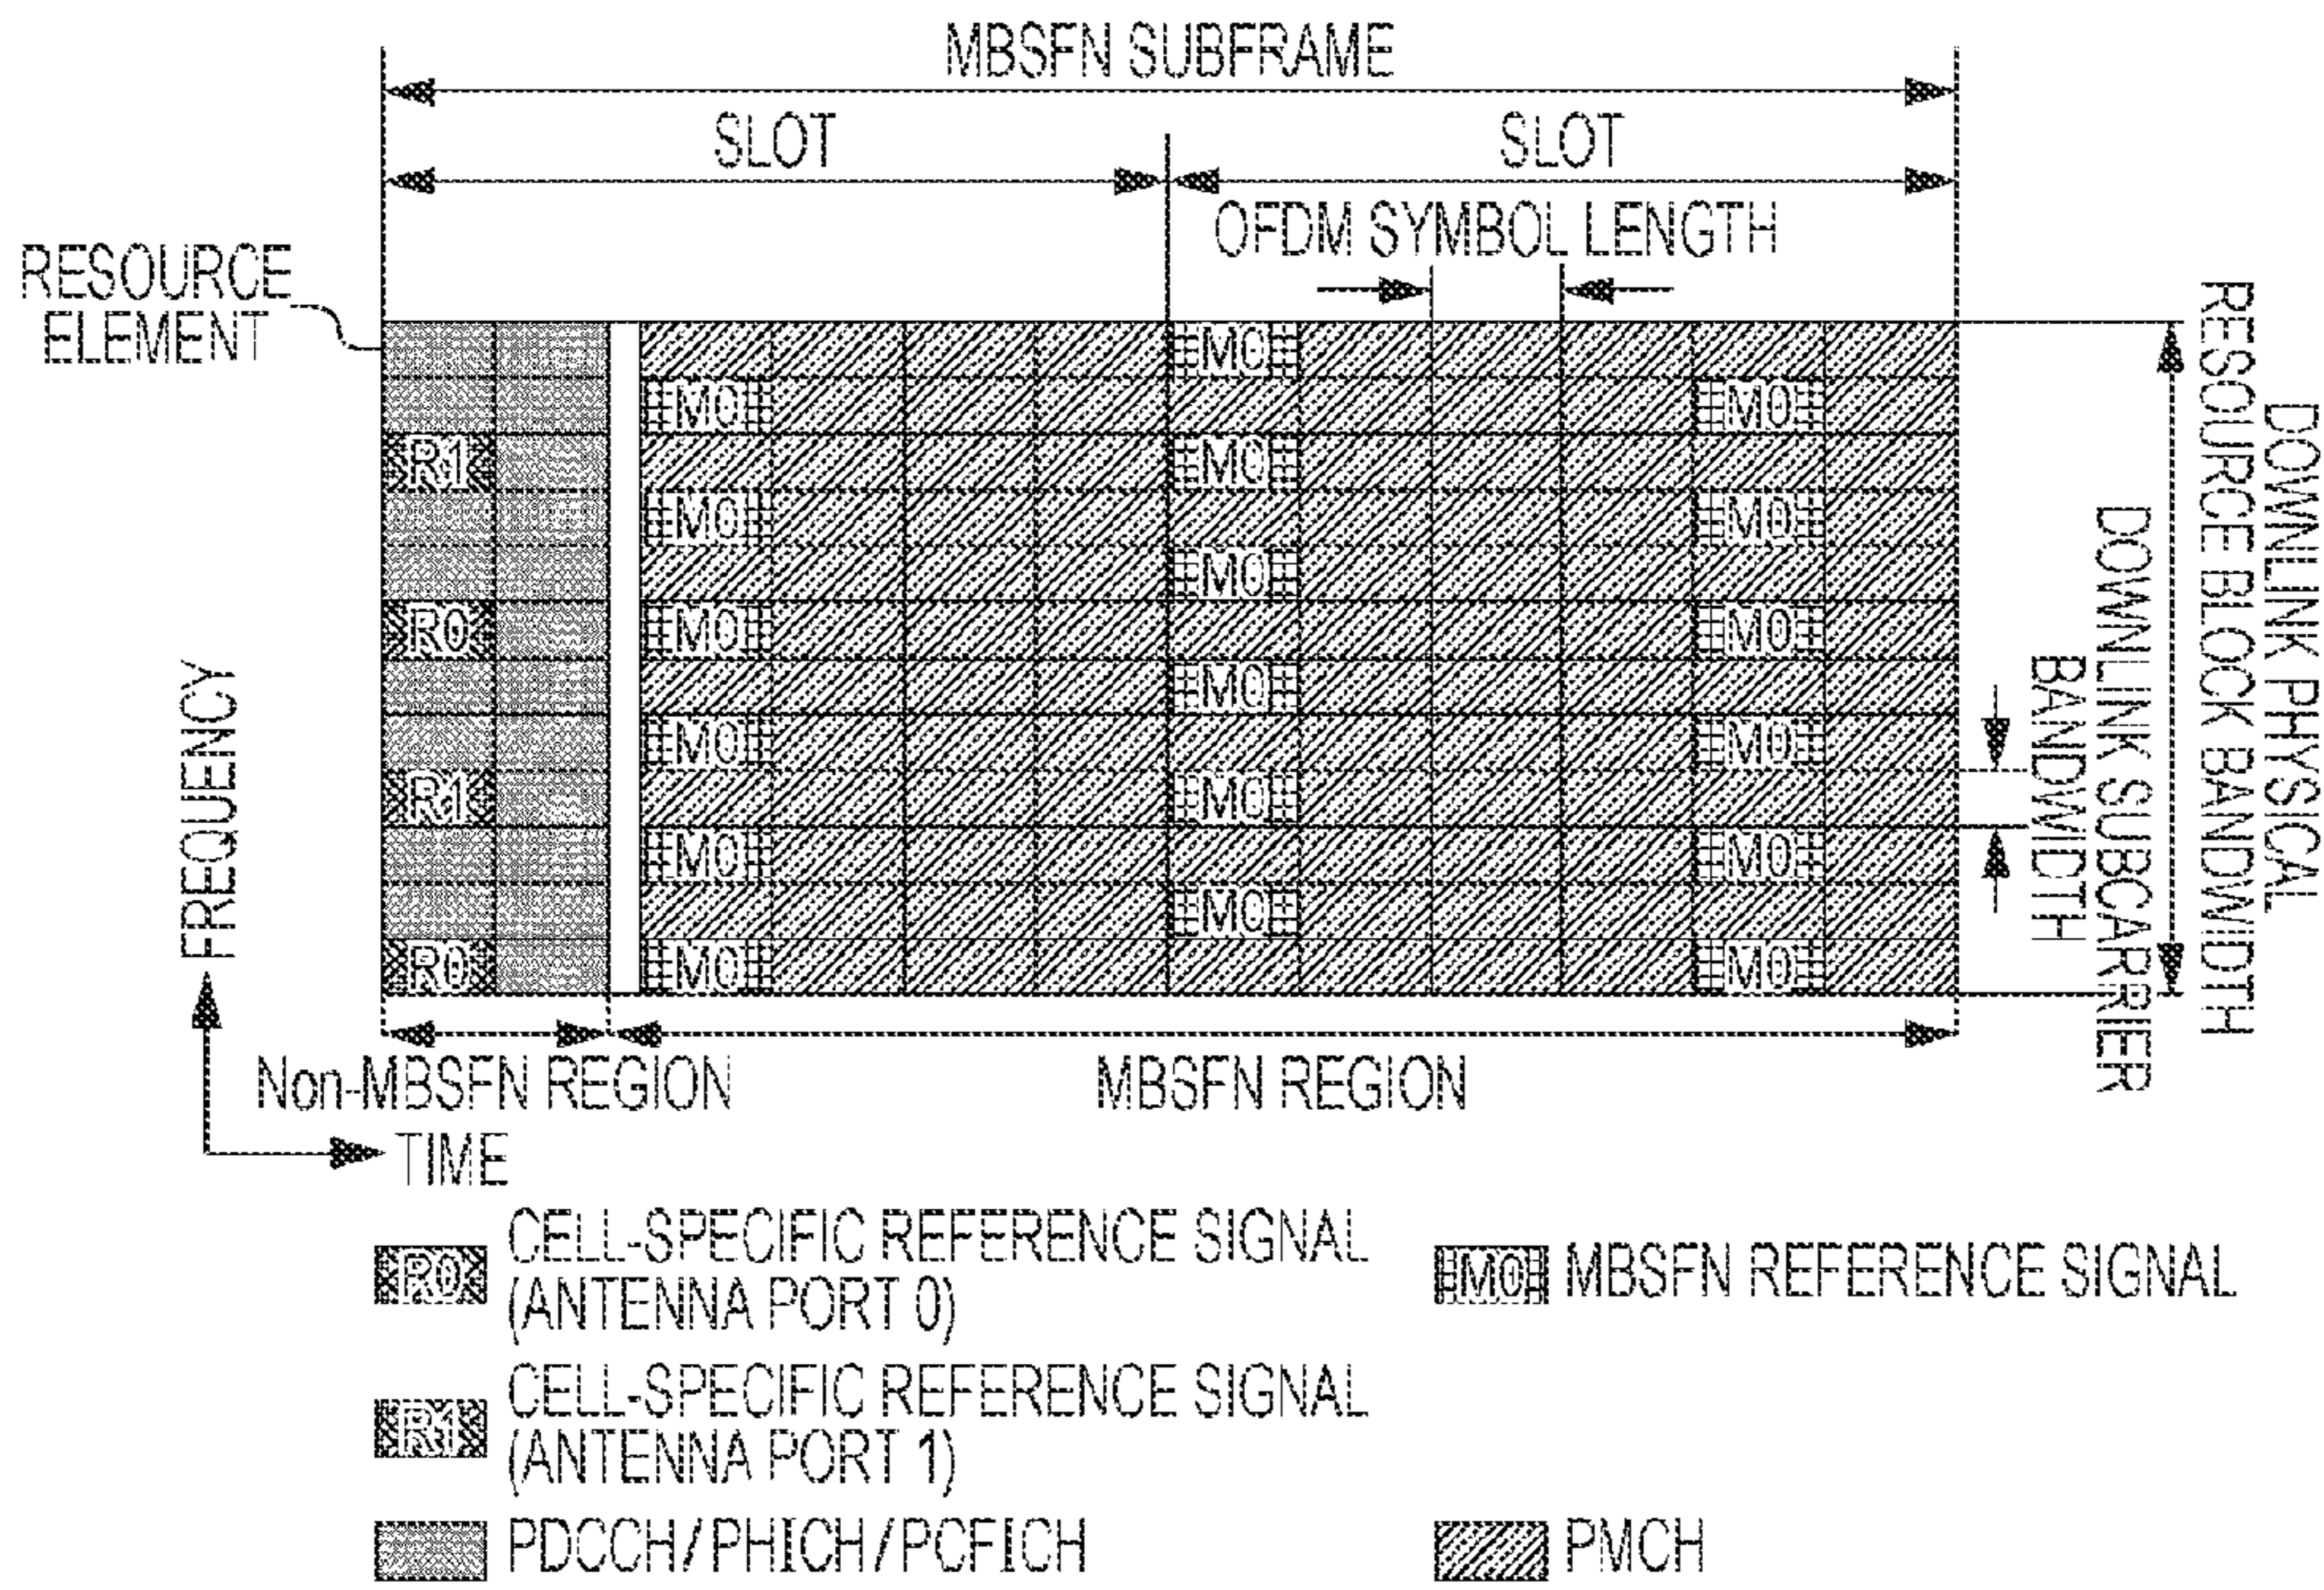 MBSFN SUBFRAME
SLOT SLOT
OFDM SYMBOL LENGTH
RESOURCE
ELEMENT
M0
M0 M0
R1 M0
M0 M0
M0
R0 M0 M0
M0
M0 M0
R1 M0
M0 M0
M0
R0 M0 M0
FREQUENCY
DOWNLINK PHYSICAL
RESOURCE BLOCK BANDWIDTH
DOWNLINK SUBCARRIER
BANDWIDTH
Non-MBSFN REGION MBSFN REGION
TIME
R0 CELL-SPECIFIC REFERENCE SIGNAL
(ANTENNA PORT 0)
M0 MBSFN REFERENCE SIGNAL
R1 CELL-SPECIFIC REFERENCE SIGNAL
(ANTENNA PORT 1)
PDCCH/PHICH/PCFICH PMCH